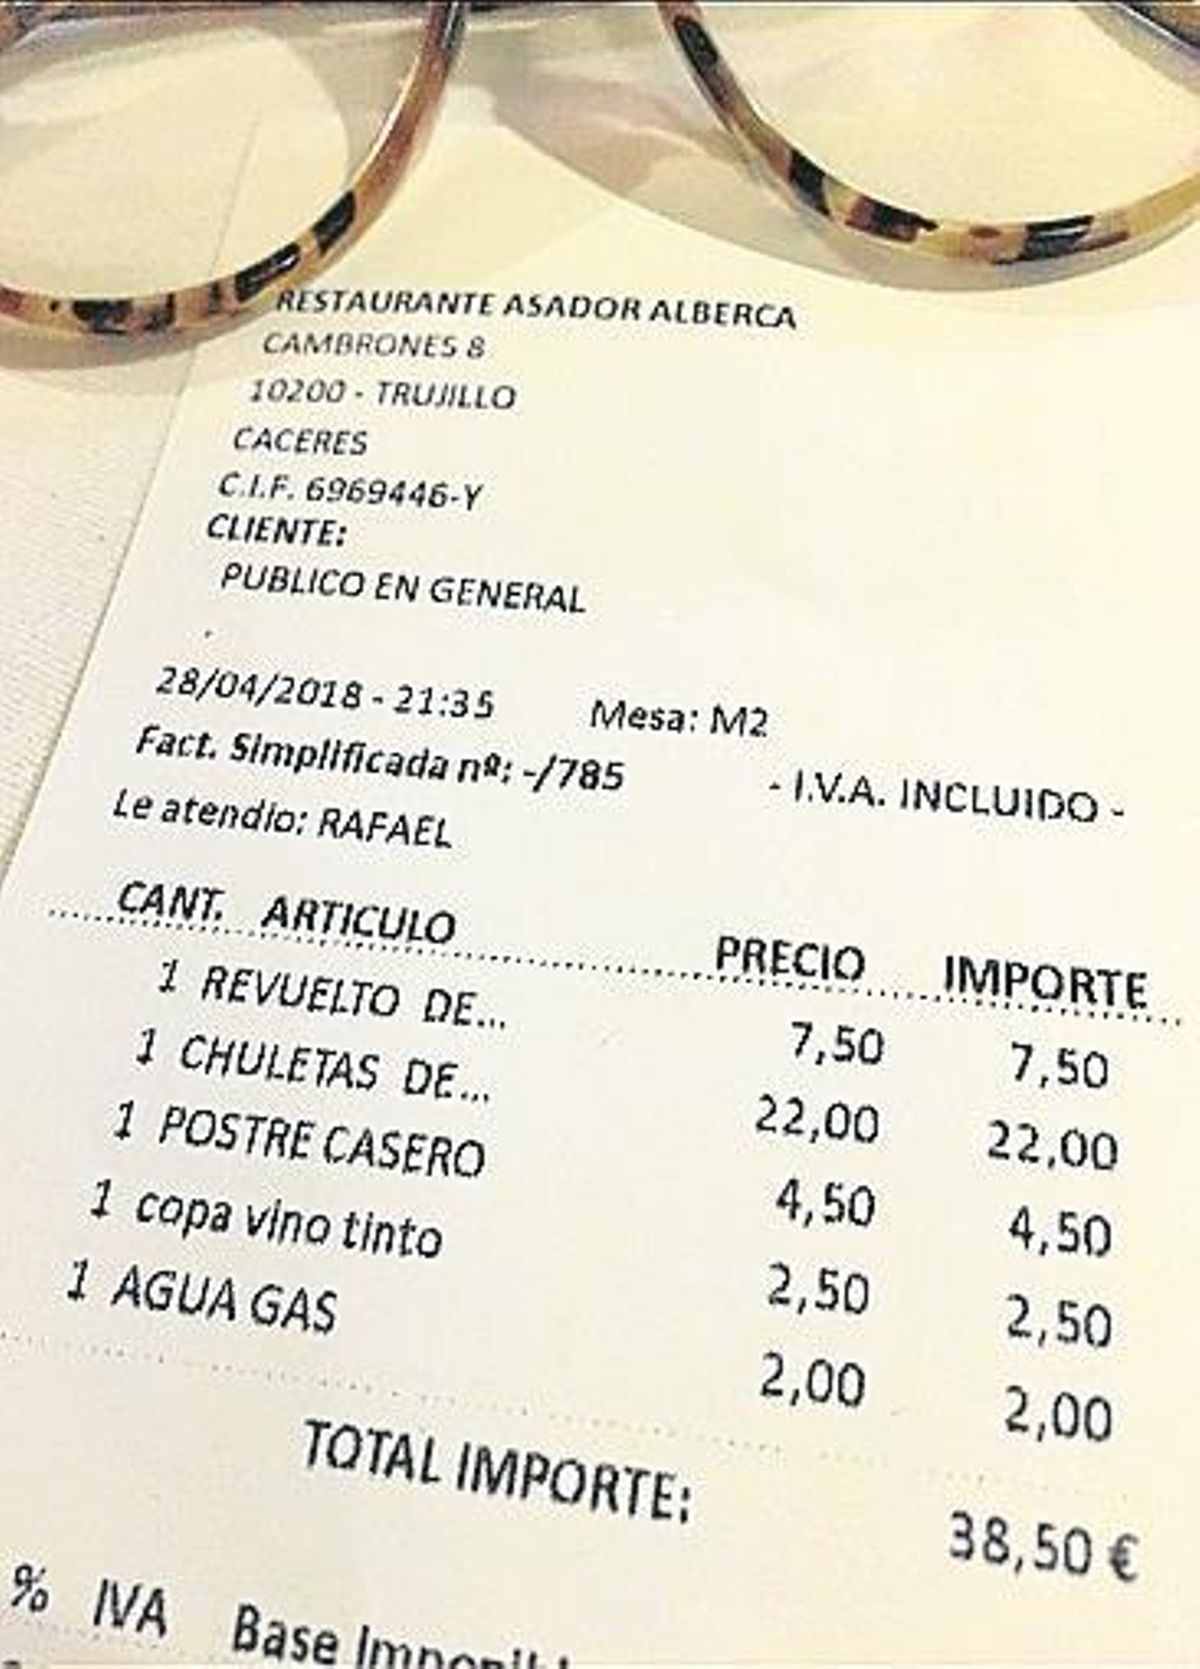 RESTAURANTE ASADOR ALBERCA
CAMBRONES 8
10200 - TRUJILLO
CACERES
C.I.F. 6969446-Y
CLIENTE:
PUBLICO EN GENERAL
28/04/2018 - 21:35 Mesa: M2
Fact. Simplificada nº: -/785
- I.V.A. INCLUIDO -
Le atendio: RAFAEL
CANT. ARTICULO PRECIO IMPORTE
1 REVUELTO DE... 7,50 7,50
1 CHULETAS DE... 22,00 22,00
1 POSTRE CASERO 4,50 4,50
1 copa vino tinto 2,50 2,50
1 AGUA GAS 2,00 2,00
TOTAL IMPORTE: 38,50 €
% IVA Base